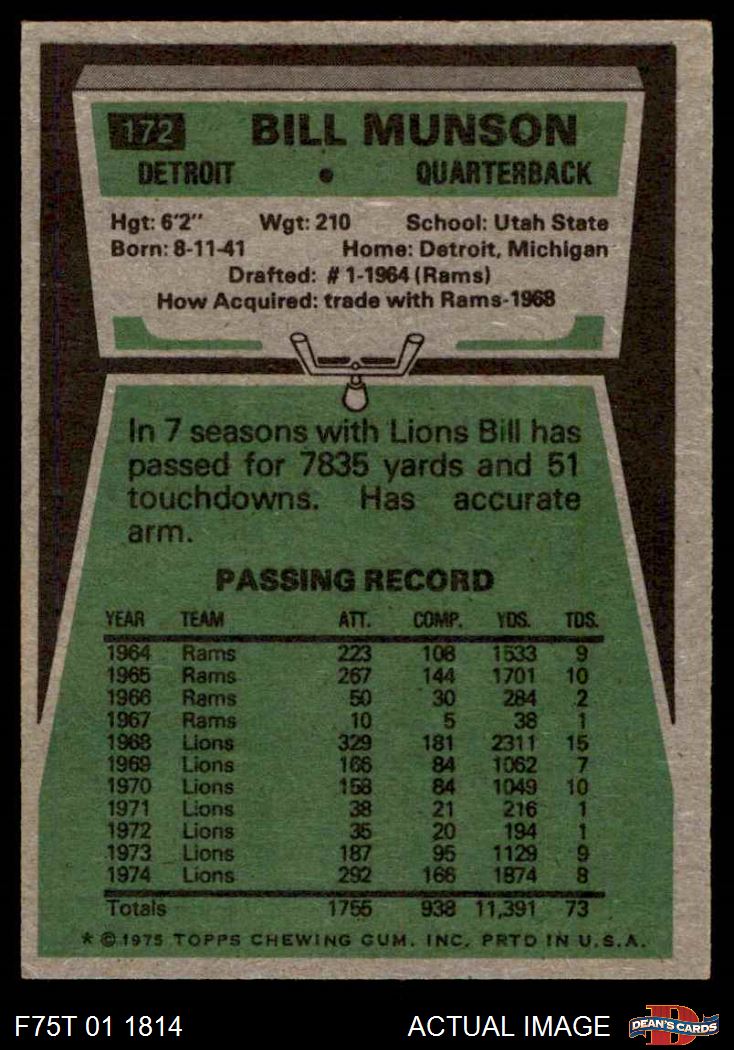 172 BILL MUNSON
DETROIT • QUARTERBACK
Hgt: 6'2" Wgt: 210 School: Utah State
Born: 8-11-41 Home: Detroit, Michigan
Drafted: #1-1964 (Rams)
How Acquired: trade with Rams-1968
In 7 seasons with Lions Bill has
passed for 7835 yards and 51
touchdowns. Has accurate
arm.
PASSING RECORD
YEAR TEAM ATT. COMP. YDS. TDS.
1964 Rams 223 108 1533 9
1965 Rams 267 144 1701 10
1966 Rams 50 30 284 2
1967 Rams 10 5 38 1
1968 Lions 329 181 2311 15
1969 Lions 166 84 1062 7
1970 Lions 158 84 1049 10
1971 Lions 38 21 216 1
1972 Lions 35 20 194 1
1973 Lions 187 95 1129 9
1974 Lions 292 166 1874 8
Totals 1755 938 11,391 73
* © 1975 TOPPS CHEWING GUM, INC. PRTD IN U.S.A.
F75T 01 1814 ACTUAL IMAGE D DEAN'S CARDS